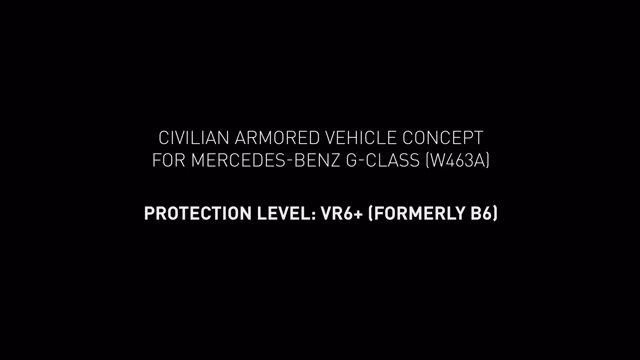 CIVILIAN ARMORED VEHICLE CONCEPT
FOR MERCEDES-BENZ G-CLASS (W463A)
PROTECTION LEVEL: VR6+ (FORMERLY B6)